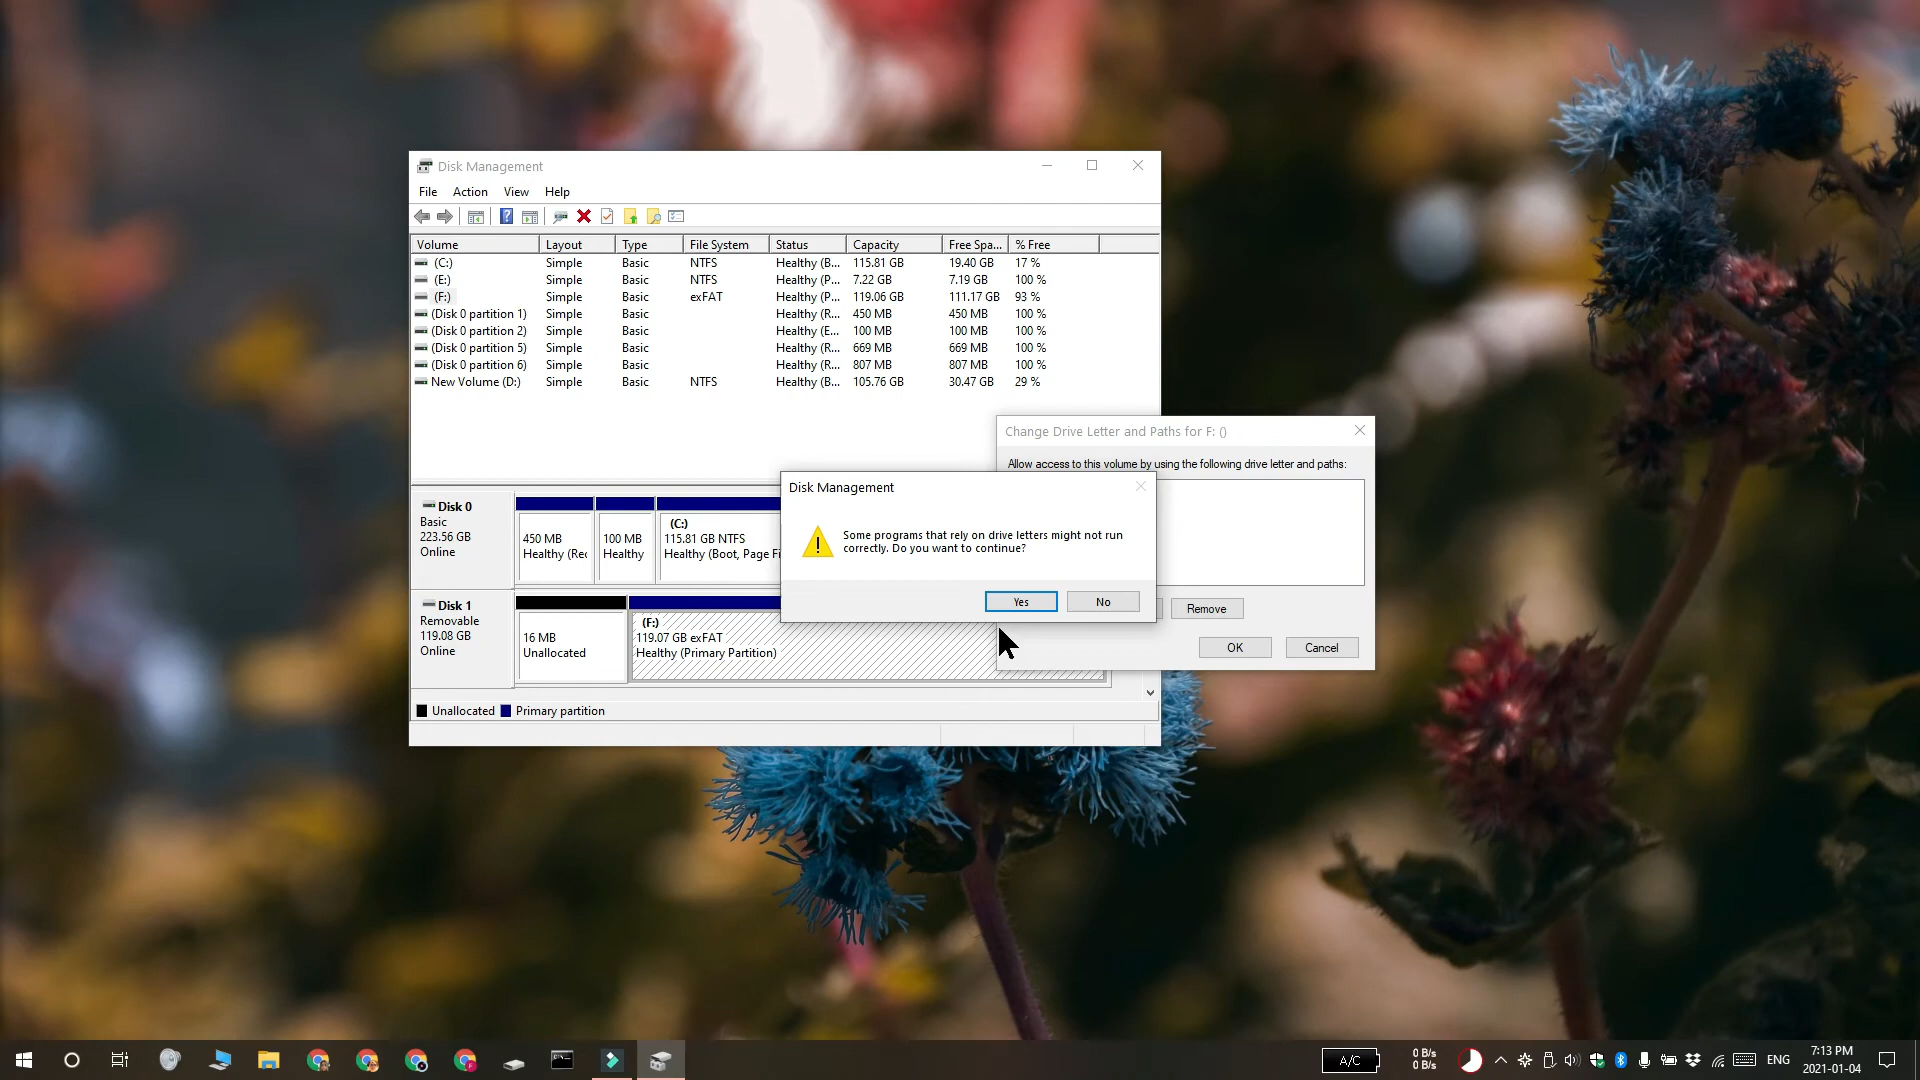 Disk Management
File Action View Help
Volume Layout Type File System Status Capacity Free Spa... % Free
(C:) Simple Basic NTFS Healthy (B... 115.81 GB 19.40 GB 17 %
(E:) Simple Basic NTFS Healthy (P... 7.22 GB 7.19 GB 100 %
(F:) Simple Basic exFAT Healthy (P... 119.06 GB 111.17 GB 93 %
(Disk 0 partition 1) Simple Basic Healthy (R... 450 MB 450 MB 100 %
(Disk 0 partition 2) Simple Basic Healthy (E... 100 MB 100 MB 100 %
(Disk 0 partition 5) Simple Basic Healthy (R... 669 MB 669 MB 100 %
(Disk 0 partition 6) Simple Basic Healthy (R... 807 MB 807 MB 100 %
New Volume (D:) Simple Basic NTFS Healthy (B... 105.76 GB 30.47 GB 29 %
Change Drive Letter and Paths for F: ()
Allow access to this volume by using the following drive letter and paths:
Remove
OK Cancel
Disk Management
Some programs that rely on drive letters might not run
correctly. Do you want to continue?
Yes No
Disk 0
Basic
223.56 GB
Online
450 MB
Healthy (Rec
100 MB
Healthy
(C:)
115.81 GB NTFS
Healthy (Boot, Page Fi
Disk 1
Removable
119.08 GB
Online
16 MB
Unallocated
(F:)
119.07 GB exFAT
Healthy (Primary Partition)
Unallocated Primary partition
A/C
0 B/s
0 B/s
ENG
7:13 PM
2021-01-04